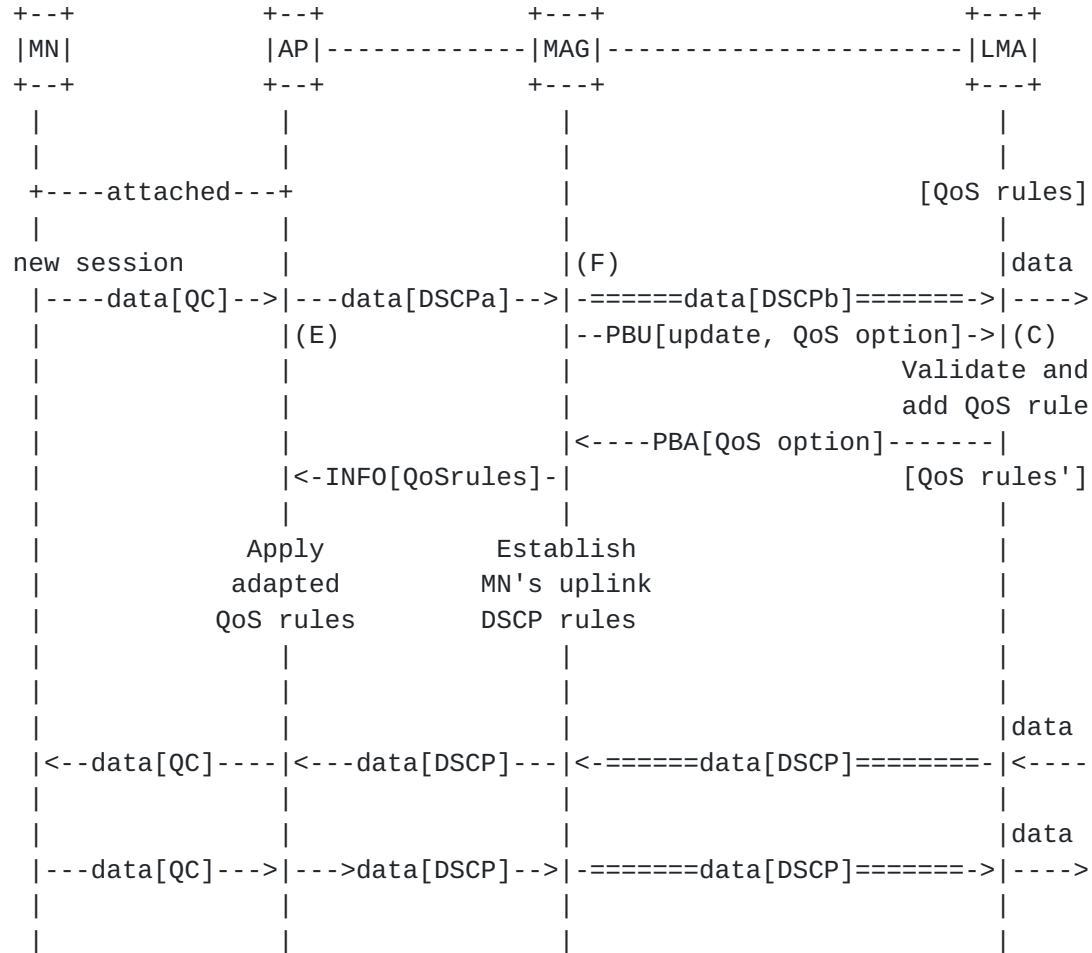 +--+            +--+             +---+                       +---+
|MN|            |AP|-------------|MAG|-----------------------|LMA|
+--+            +--+             +---+                       +---+
 |               |                 |                           |
 |               |                 |                           |
 +----attached---+                 |                      [QoS rules]
 |               |                 |                           |
new session      |                 |(F)                        |data
 |----data[QC]-->|---data[DSCPa]-->|-======data[DSCPb]=======->|---->
 |               |(E)              |--PBU[update, QoS option]->|(C)
 |               |                 |                     Validate and
 |               |                 |                     add QoS rule
 |               |                 |<----PBA[QoS option]-------|
 |               |<-INFO[QoSrules]-|                     [QoS rules']
 |               |                 |                           |
 |             Apply           Establish                       |
 |            adapted         MN's uplink                      |
 |           QoS rules        DSCP rules                       |
 |               |                 |                           |
 |               |                 |                           |
 |               |                 |                           |data
 |<--data[QC]----|<---data[DSCP]---|<-======data[DSCP]========-|<----
 |               |                 |                           |
 |               |                 |                           |data
 |---data[QC]--->|--->data[DSCP]-->|-=======data[DSCP]=======->|---->
 |               |                 |                           |
 |               |                 |                           |